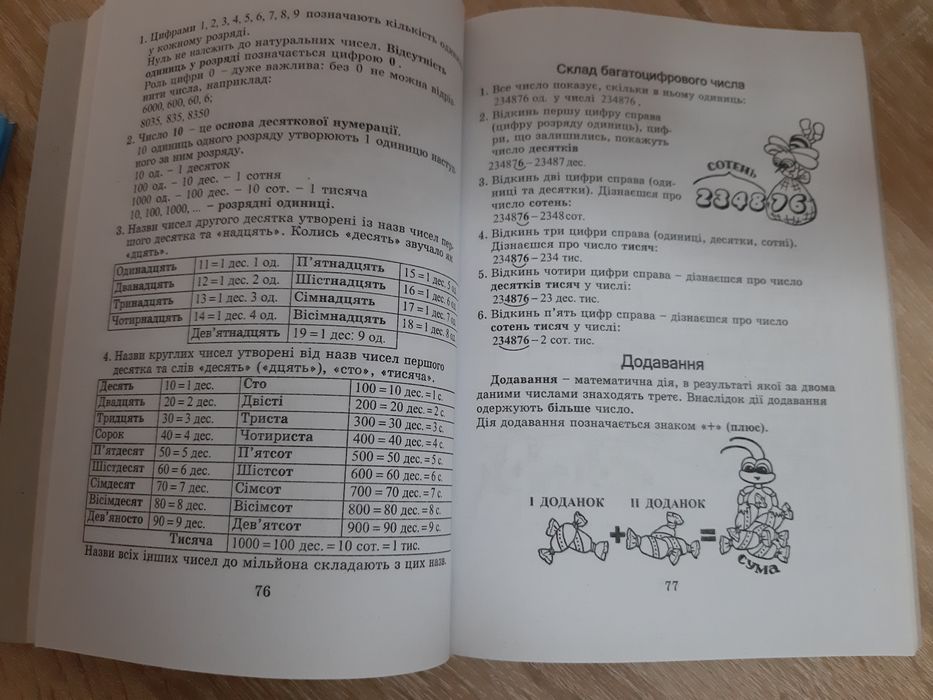 1. Цифрами 1, 2, 3, 4, 5, 6, 7, 8, 9 позначають кількість
у кожному розряді.
Нуль не належить до натуральних чисел. Відсутність
одиниць у розряді позначається цифрою 0 .
Роль цифри 0 – дуже важлива: без 0 не можна
нити числа, наприклад:
6000, 600, 60, 6;
8035, 835, 8350
2. Число 10 – це основа десяткової нумерації.
10 одиниць одного розряду утворюють 1 одиницю
ного за ним розряду.
10 од. – 1 десяток
100 од. – 10 дес. – 1 сотня
1000 од. – 100 дес. – 10 сот. – 1 тисяча
10, 100, 1000, ... – розрядні одиниці.
3. Назви чисел другого десятка утворені із назв чисел пер-
шого десятка та «надцять». Колись «десять» звучало як
«дцять».
Одинадцять 11 = 1 дес. 1 од. П'ятнадцять 15 = 1 дес. 5 од.
Дванадцять 12 = 1 дес. 2 од. Шістнадцять 16 = 1 дес. 6 од.
Тринадцять 13 = 1 дес. 3 од. Сімнадцять 17 = 1 дес. 7 од.
Чотирнадцять 14 = 1 дес. 4 од. Вісімнадцять 18 = 1 дес. 8 од.
Дев'ятнадцять 19 = 1 дес: 9 од.
4. Назви круглих чисел утворені від назв чисел першого
десятка та слів «десять» («дцять»), «сто», «тисяча».
Десять 10 = 1 дес. Сто 100 = 10 дес. = 1 с.
Двадцять 20 = 2 дес. Двісті 200 = 20 дес. = 2 с.
Тридцять 30 = 3 дес. Триста 300 = 30 дес. = 3 с.
Сорок 40 = 4 дес. Чотириста 400 = 40 дес. = 4 с.
П'ятдесят 50 = 5 дес. П'ятсот 500 = 50 дес. = 5 с.
Шістдесят 60 = 6 дес. Шістсот 600 = 60 дес. = 6 с.
Сімдесят 70 = 7 дес. Сімсот 700 = 70 дес. = 7 с.
Вісімдесят 80 = 8 дес. Вісімсот 800 = 80 дес. = 8 с.
Дев'яносто 90 = 9 дес. Дев'ятсот 900 = 90 дес. = 9 с.
Тисяча 1000 = 100 дес. = 10 сот. = 1 тис.
Назви всіх інших чисел до мільйона складають з цих назв.
76
Склад багатоцифрового числа
1. Все число показує, скільки в ньому одиниць:
234876 од. у числі 234876 .
2. Відкинь першу цифру справа
(цифру розряду одиниць), циф-
ри, що залишились, покажуть
число десятків
234876 – 23487 дес.
3. Відкинь дві цифри справа (оди-
ниці та десятки). Дізнаєшся про
число сотень:
234876 – 2348 сот.
СОТЕНЬ
234876
4. Відкинь три цифри справа (одиниці, десятки, сотні).
Дізнаєшся про число тисяч:
234876 – 234 тис.
5. Відкинь чотири цифри справа – дізнаєшся про число
десятків тисяч у числі:
234876 – 23 дес. тис.
6. Відкинь п'ять цифр справа – дізнаєшся про число
сотень тисяч у числі:
234876 – 2 сот. тис.
Додавання
Додавання – математична дія, в результаті якої за двома
даними числами знаходять третє. Внаслідок дії додавання
одержують більше число.
Дія додавання позначається знаком «+» (плюс).
I ДОДАНОК II ДОДАНОК
+ =
СУМА
77